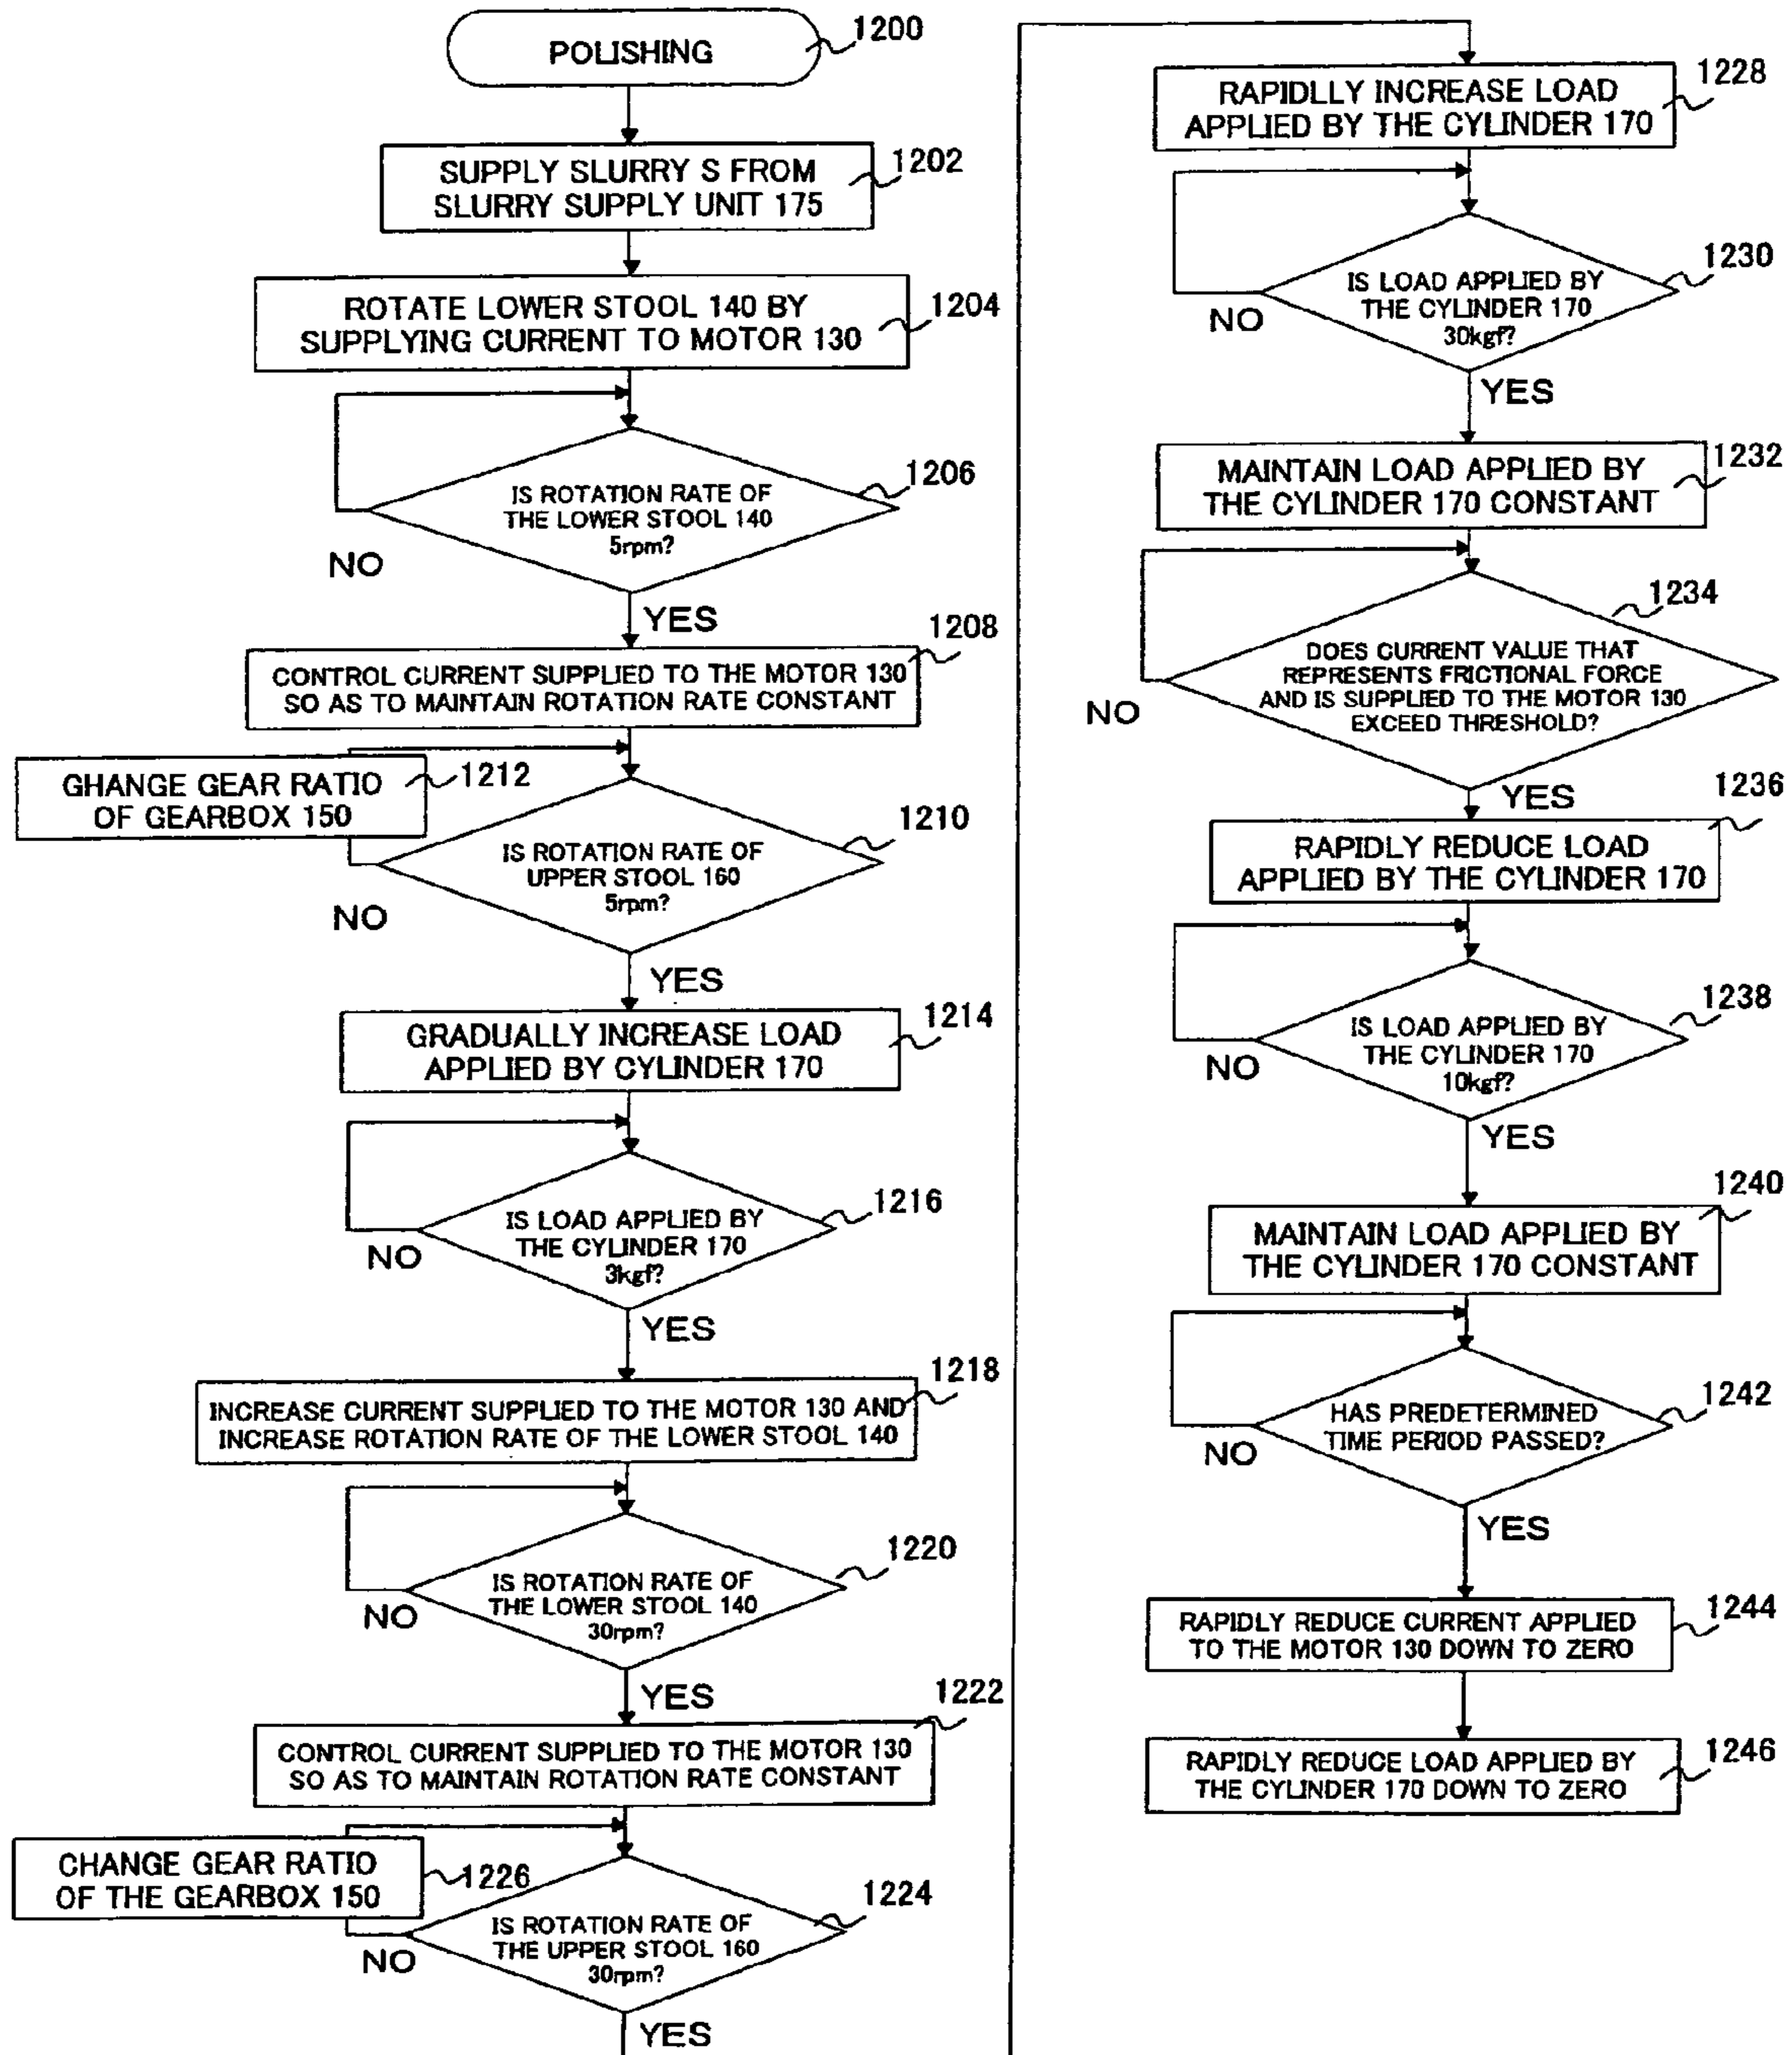 POLISHING
1200
SUPPLY SLURRY S FROM
SLURRY SUPPLY UNIT 175
1202
ROTATE LOWER STOOL 140 BY
SUPPLYING CURRENT TO MOTOR 130
1204
IS ROTATION RATE OF
THE LOWER STOOL 140
5rpm?
1206
NO
YES
1208
CONTROL CURRENT SUPPLIED TO THE MOTOR 130
SO AS TO MAINTAIN ROTATION RATE CONSTANT
GHANGE GEAR RATIO
OF GEARBOX 150
1212
1210
IS ROTATION RATE OF
UPPER STOOL 160
5rpm?
NO
YES
GRADUALLY INCREASE LOAD
APPLIED BY CYLINDER 170
1214
IS LOAD APPLIED BY
THE CYLINDER 170
3kgf?
1216
NO
YES
1218
INCREASE CURRENT SUPPLIED TO THE MOTOR 130 AND
INCREASE ROTATION RATE OF THE LOWER STOOL 140
1220
IS ROTATION RATE OF
THE LOWER STOOL 140
30rpm?
NO
YES
1222
CONTROL CURRENT SUPPLIED TO THE MOTOR 130
SO AS TO MAINTAIN ROTATION RATE CONSTANT
CHANGE GEAR RATIO
OF THE GEARBOX 150
1226
1224
IS ROTATION RATE OF
THE UPPER STOOL 160
30rpm?
NO
YES
1228
RAPIDLLY INCREASE LOAD
APPLIED BY THE CYLINDER 170
1230
IS LOAD APPLIED BY
THE CYLINDER 170
30kgf?
NO
YES
1232
MAINTAIN LOAD APPLIED BY
THE CYLINDER 170 CONSTANT
1234
DOES CURRENT VALUE THAT
REPRESENTS FRICTIONAL FORCE
AND IS SUPPLIED TO THE MOTOR 130
EXCEED THRESHOLD?
NO
YES
1236
RAPIDLY REDUCE LOAD
APPLIED BY THE CYLINDER 170
1238
IS LOAD APPLIED BY
THE CYLINDER 170
10kgf?
NO
YES
1240
MAINTAIN LOAD APPLIED BY
THE CYLINDER 170 CONSTANT
1242
HAS PREDETERMINED
TIME PERIOD PASSED?
NO
YES
1244
RAPIDLY REDUCE CURRENT APPLIED
TO THE MOTOR 130 DOWN TO ZERO
1246
RAPIDLY REDUCE LOAD APPLIED BY
THE CYLINDER 170 DOWN TO ZERO